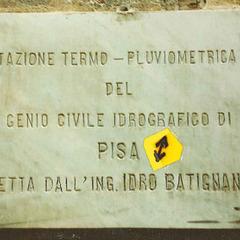 TAZIONE TERMO - PLUVIOMETRICA
DEL
GENIO CIVILE IDROGRAFICO DI
PISA
ETTA DALL'ING. IDRO BATIGNAN